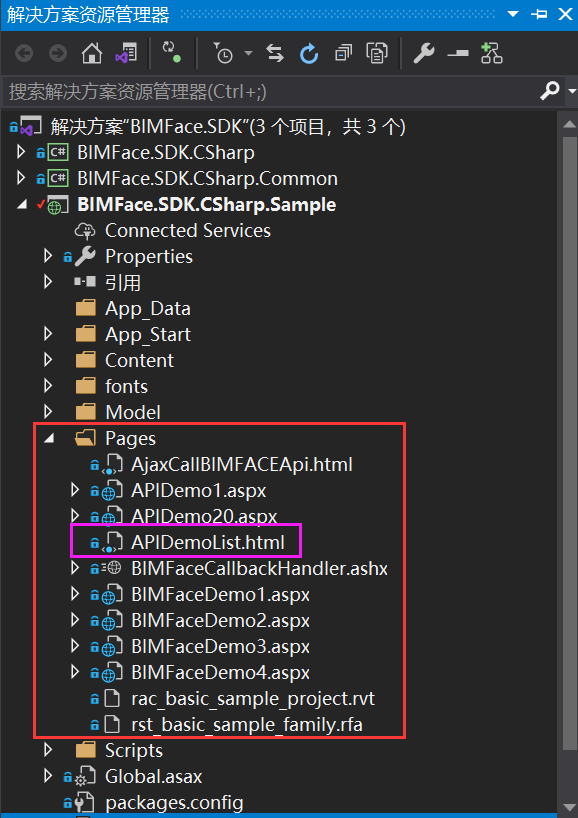 解决方案资源管理器
搜索解决方案资源管理器(Ctrl+;)
解决方案"BIMFace.SDK"(3 个项目，共 3 个)
C# BIMFace.SDK.CSharp
C# BIMFace.SDK.CSharp.Common
BIMFace.SDK.CSharp.Sample
Connected Services
Properties
引用
App_Data
App_Start
Content
fonts
Model
Pages
AjaxCallBIMFACEApi.html
APIDemo1.aspx
APIDemo20.aspx
APIDemoList.html
BIMFaceCallbackHandler.ashx
BIMFaceDemo1.aspx
BIMFaceDemo2.aspx
BIMFaceDemo3.aspx
BIMFaceDemo4.aspx
rac_basic_sample_project.rvt
rst_basic_sample_family.rfa
Scripts
Global.asax
packages.config